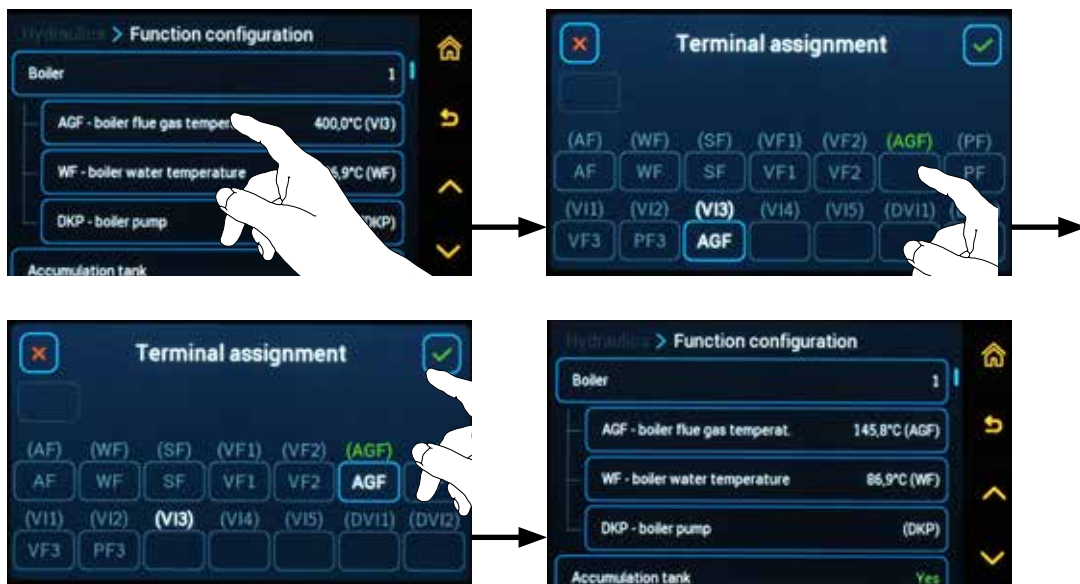 Hydraulics > Function configuration
Boiler 1
AGF - boiler flue gas temper 400,0°C (VI3)
WF - boiler water temperature 6,9°C (WF)
DKP - boiler pump DKP)
Accumulation tank
Terminal assignment
(AF) (WF) (SF) (VF1) (VF2) (AGF) (PF)
AF WF SF VF1 VF2 PF
(VI1) (VI2) (VI3) (VI4) (VI5) (DVI1)
VF3 PF3 AGF
Terminal assignment
(AF) (WF) (SF) (VF1) (VF2) (AGF)
AF WF SF VF1 VF2 AGF
(VI1) (VI2) (VI3) (VI4) (VI5) (DVI1) (DVI2)
VF3 PF3
Hydraulics > Function configuration
Boiler 1
AGF - boiler flue gas temperat. 145,8°C (AGF)
WF - boiler water temperature 86,9°C (WF)
DKP - boiler pump (DKP)
Accumulation tank Yes